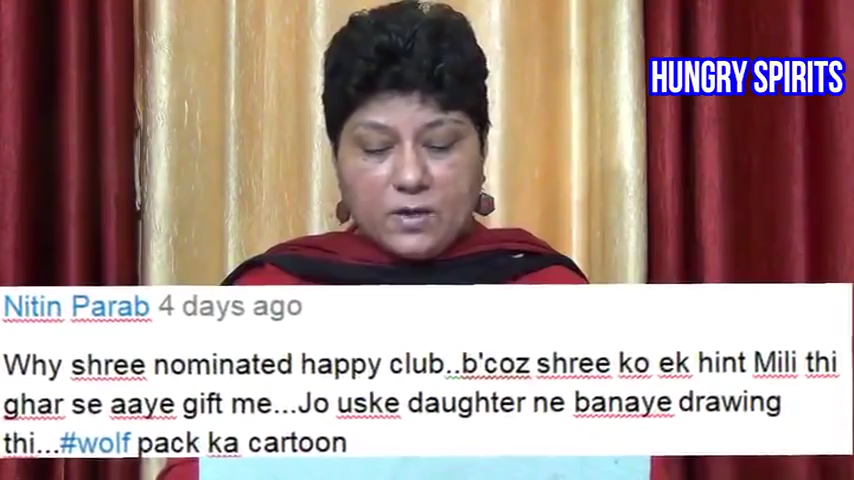 HUNGRY SPIRITS
Nitin Parab 4 days ago
Why shree nominated happy club..b'coz shree ko ek hint Mili thi
ghar se aaye gift me...Jo uske daughter ne banaye drawing
thi...#wolf pack ka cartoon